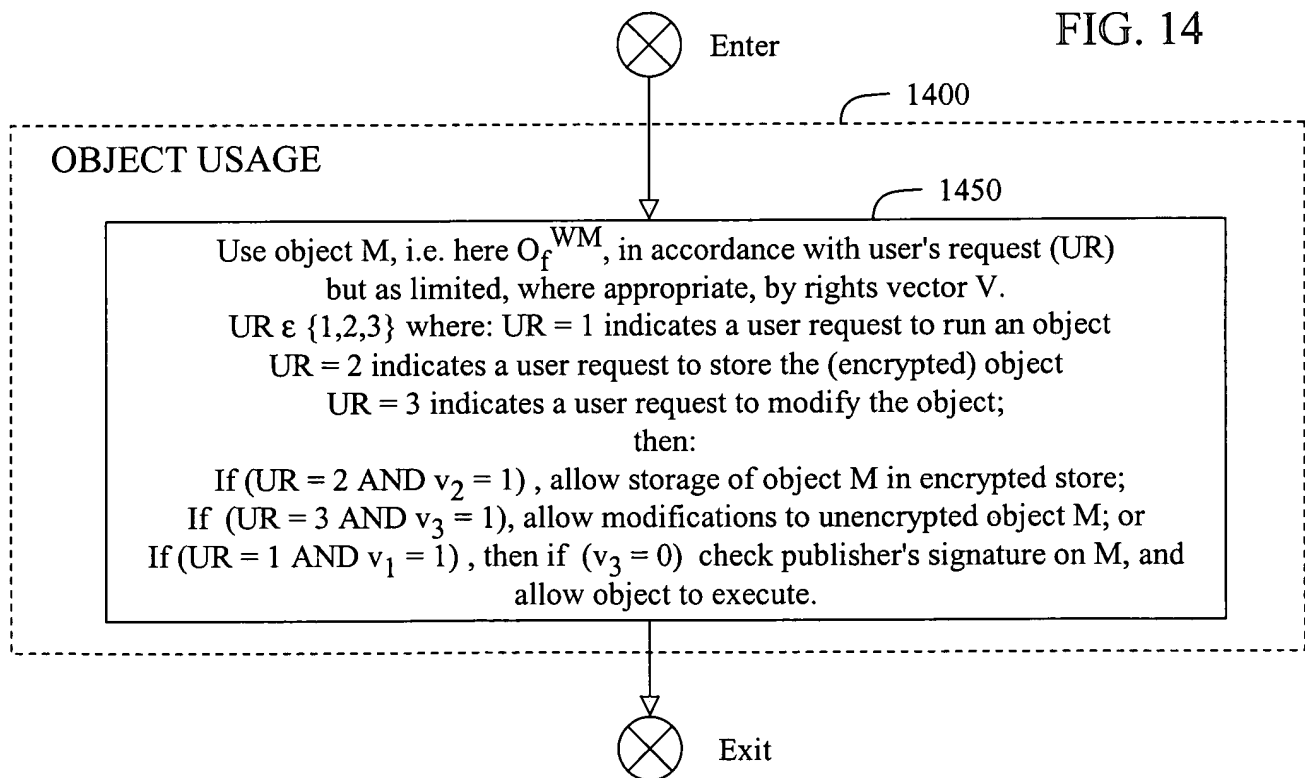 FIG. 14
Enter
1400
OBJECT USAGE
1450
Use object M, i.e. here O_f^WM, in accordance with user's request (UR)
but as limited, where appropriate, by rights vector V.
UR ε {1,2,3} where: UR = 1 indicates a user request to run an object
UR = 2 indicates a user request to store the (encrypted) object
UR = 3 indicates a user request to modify the object;
then:
If (UR = 2 AND v_2 = 1) , allow storage of object M in encrypted store;
If (UR = 3 AND v_3 = 1), allow modifications to unencrypted object M; or
If (UR = 1 AND v_1 = 1) , then if (v_3 = 0) check publisher's signature on M, and
allow object to execute.
Exit